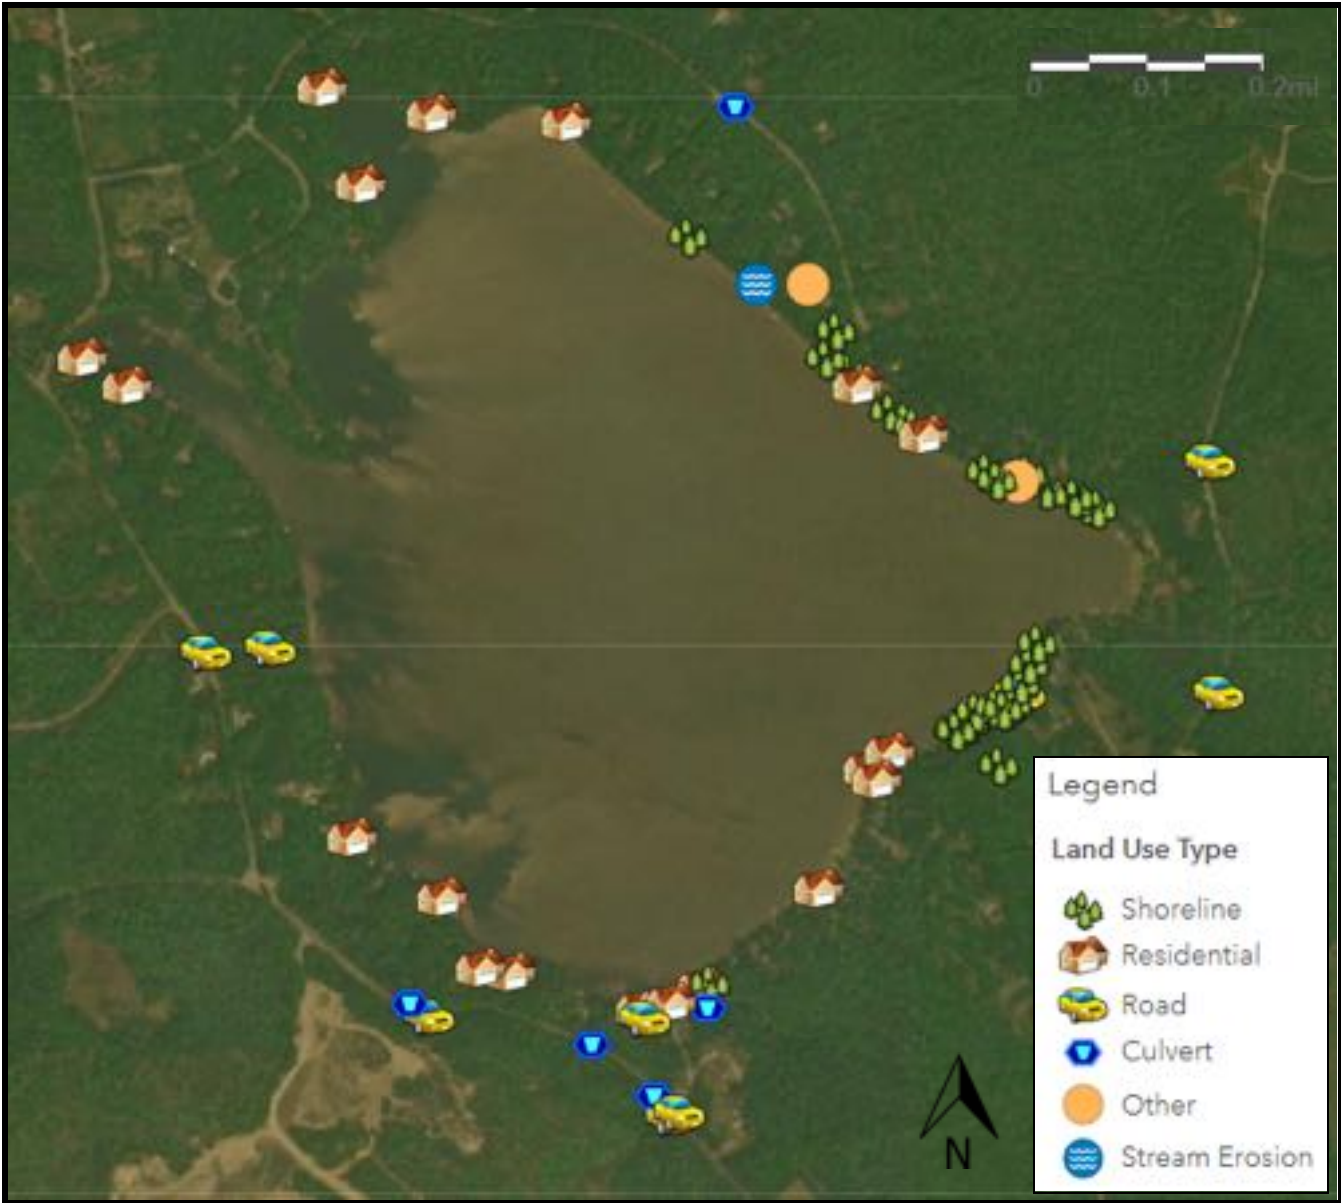 0 0.1 0.2mi
Legend
Land Use Type
Shoreline
Residential
Road
Culvert
Other
Stream Erosion
N